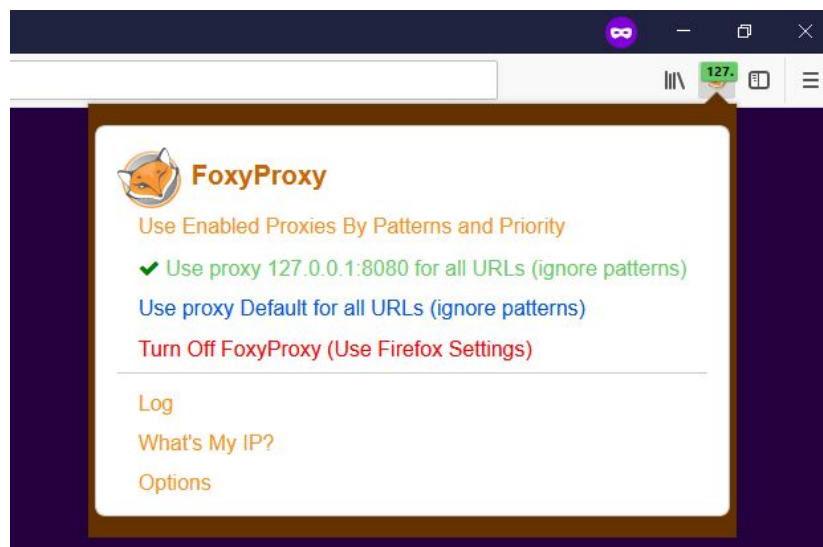 127.
FoxyProxy
Use Enabled Proxies By Patterns and Priority
Use proxy 127.0.0.1:8080 for all URLs (ignore patterns)
Use proxy Default for all URLs (ignore patterns)
Turn Off FoxyProxy (Use Firefox Settings)
Log
What's My IP?
Options